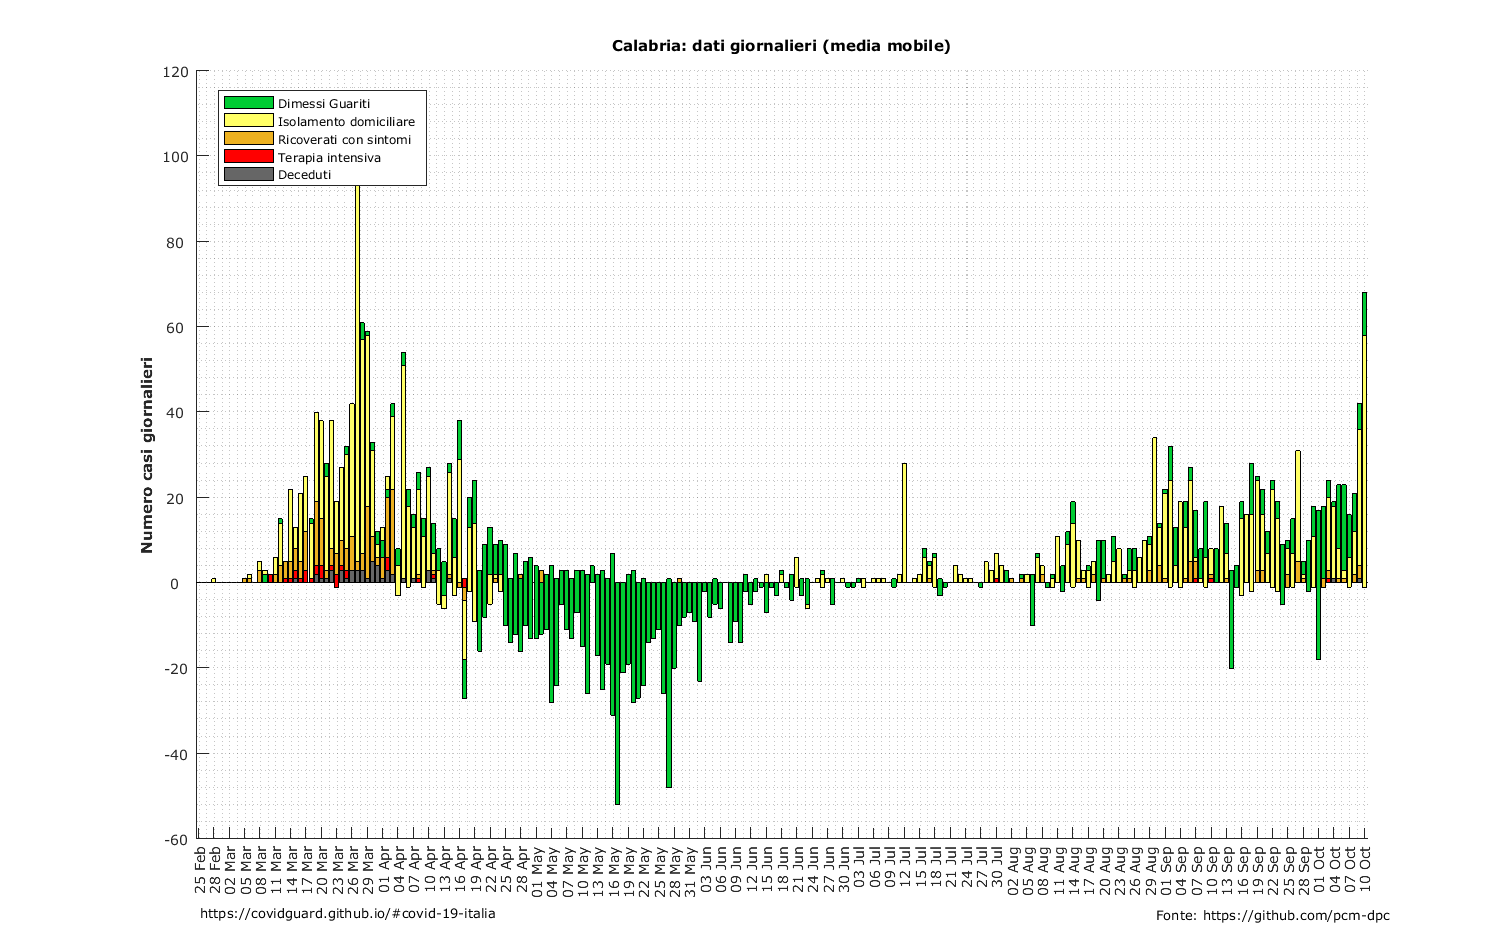 Calabria: dati giornalieri (media mobile)
Numero casi giornalieri
120
100
80
60
40
20
0
-20
-40
-60
Dimessi Guariti
Isolamento domiciliare
Ricoverati con sintomi
Terapia intensiva
Deceduti
25 Feb
28 Feb
02 Mar
05 Mar
08 Mar
11 Mar
14 Mar
17 Mar
20 Mar
23 Mar
26 Mar
29 Mar
01 Apr
04 Apr
07 Apr
10 Apr
13 Apr
16 Apr
19 Apr
22 Apr
25 Apr
28 Apr
01 May
04 May
07 May
10 May
13 May
16 May
19 May
22 May
25 May
28 May
31 May
03 Jun
06 Jun
09 Jun
12 Jun
15 Jun
18 Jun
21 Jun
24 Jun
27 Jun
30 Jun
03 Jul
06 Jul
09 Jul
12 Jul
15 Jul
18 Jul
21 Jul
24 Jul
27 Jul
30 Jul
02 Aug
05 Aug
08 Aug
11 Aug
14 Aug
17 Aug
20 Aug
23 Aug
26 Aug
29 Aug
01 Sep
04 Sep
07 Sep
10 Sep
13 Sep
16 Sep
19 Sep
22 Sep
25 Sep
28 Sep
01 Oct
04 Oct
07 Oct
10 Oct
https://covidguard.github.io/#covid-19-italia
Fonte: https://github.com/pcm-dpc